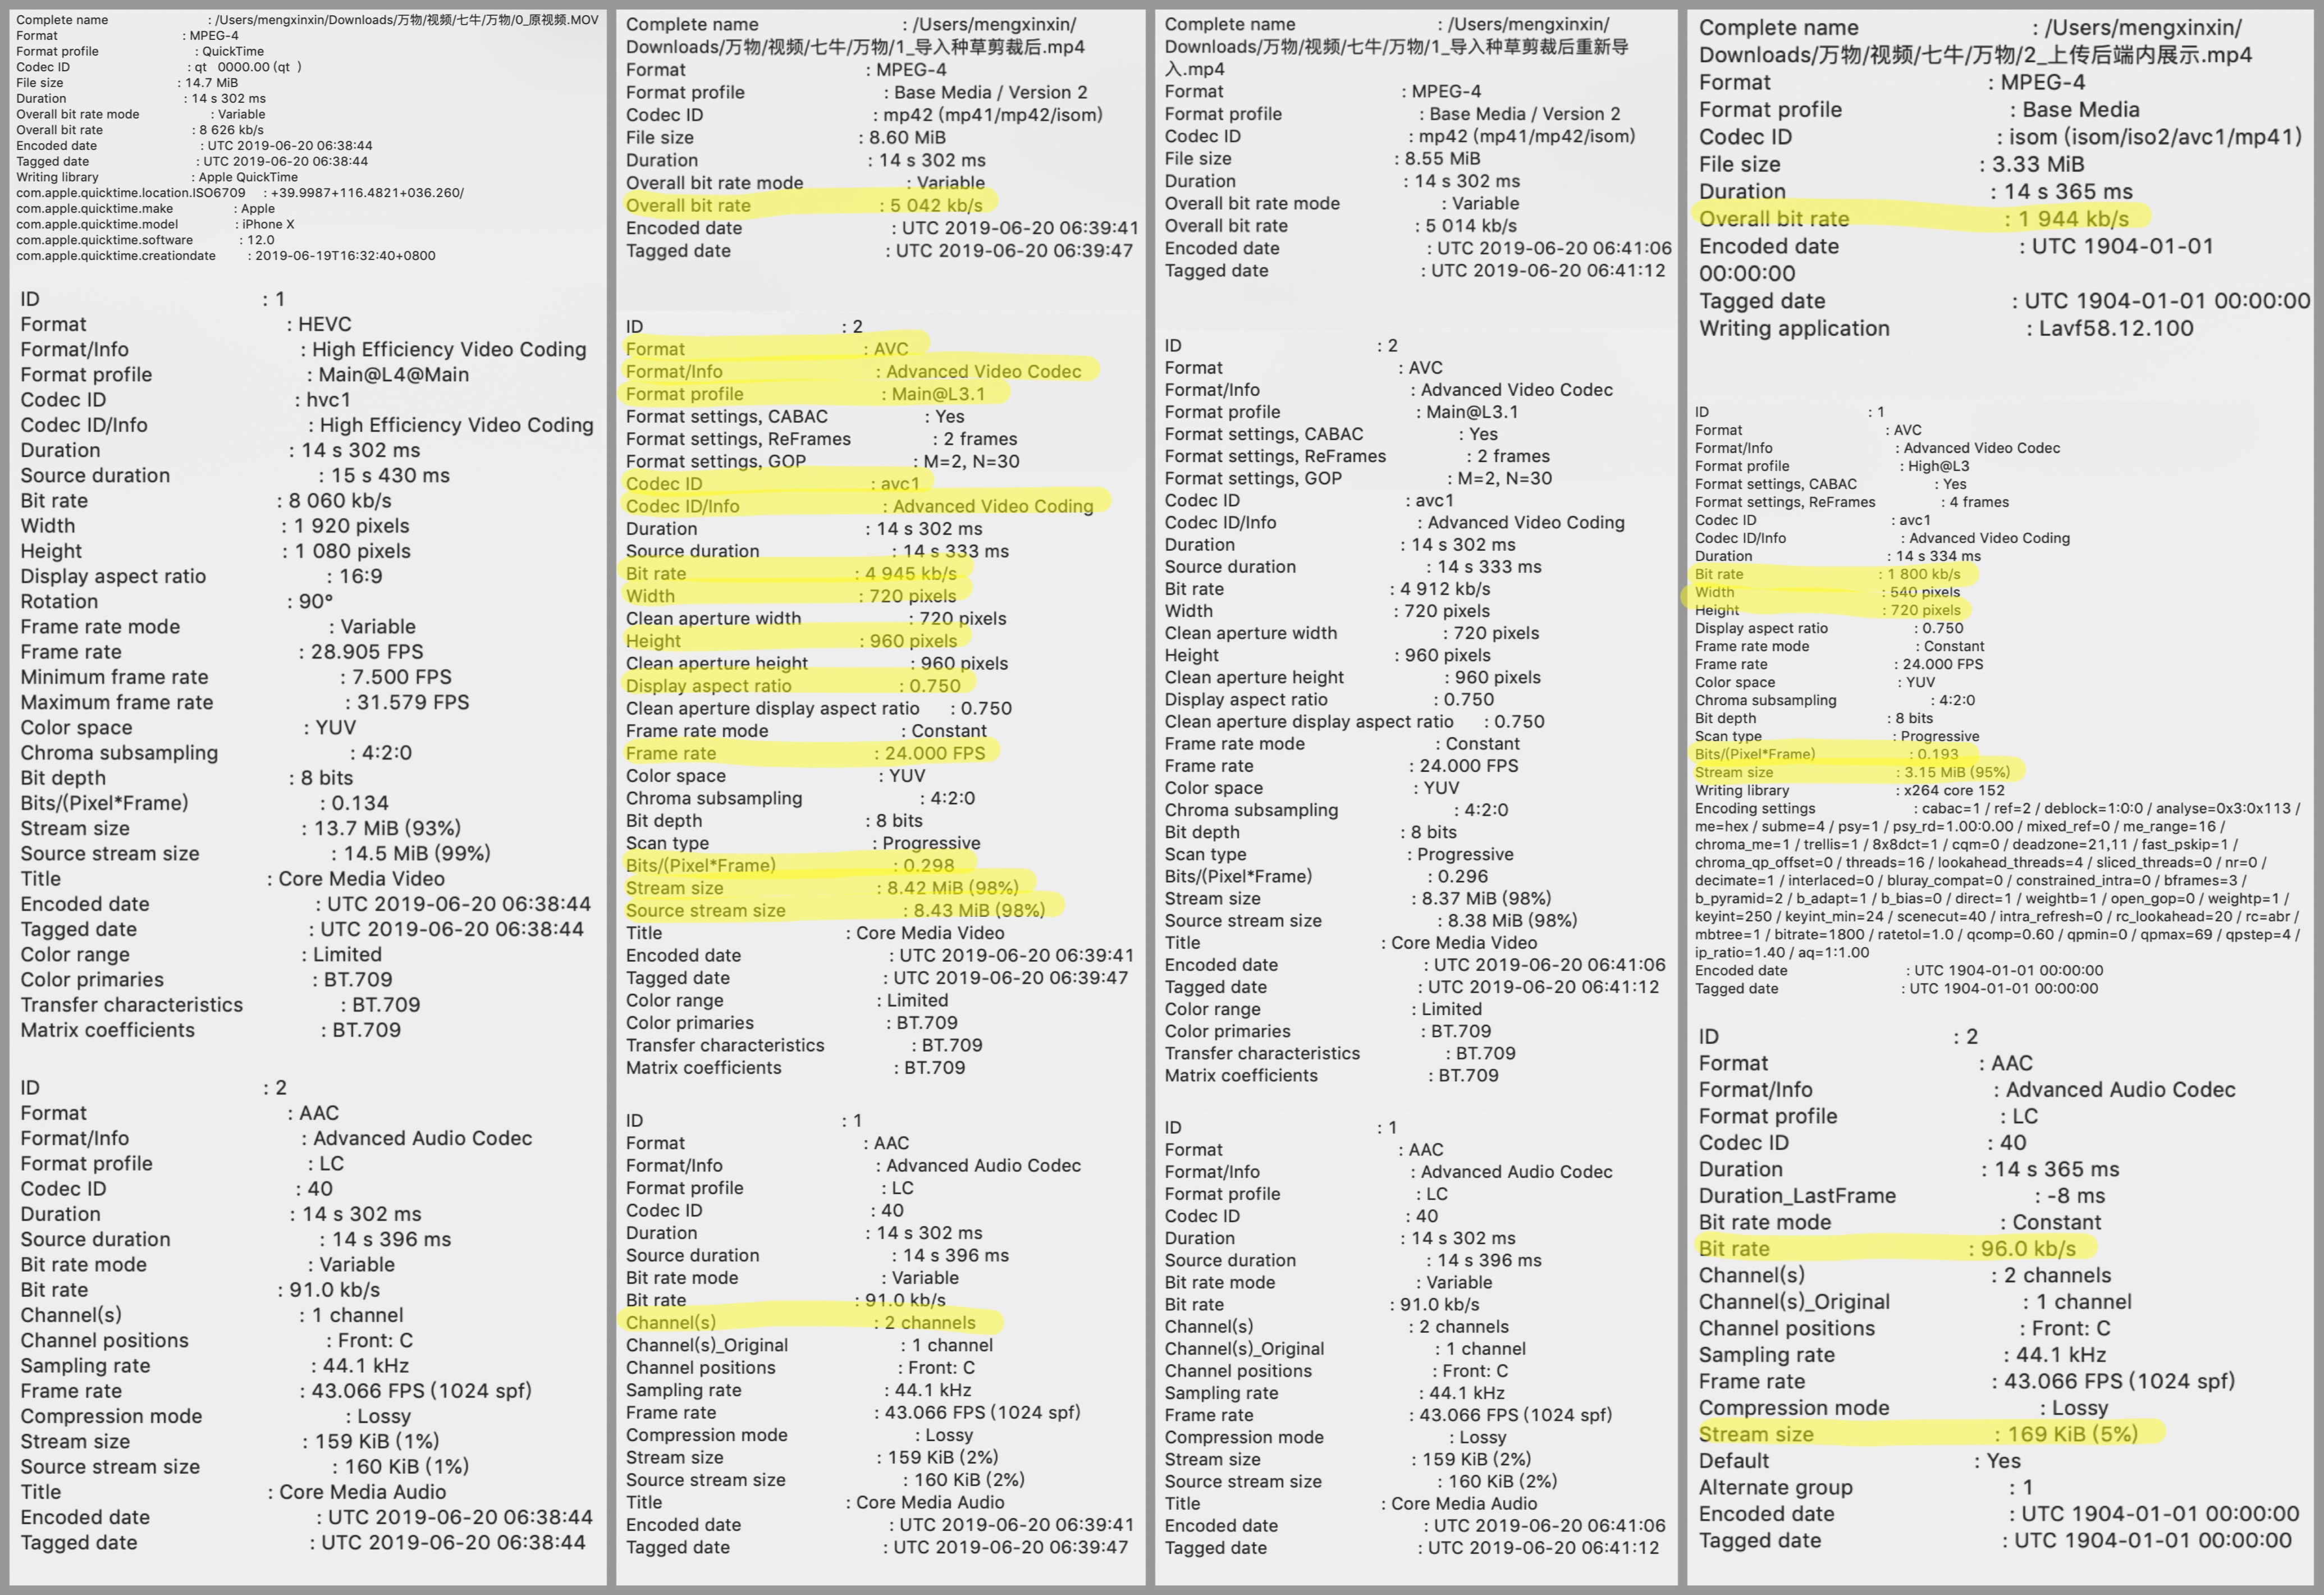 Complete name : /Users/mengxinxin/Downloads/万物/视频/七牛/万物/0_原视频.MOV
Format : MPEG-4
Format profile : QuickTime
Codec ID : qt 0000.00 (qt )
File size : 14.7 MiB
Duration : 14 s 302 ms
Overall bit rate mode : Variable
Overall bit rate : 8 626 kb/s
Encoded date : UTC 2019-06-20 06:38:44
Tagged date : UTC 2019-06-20 06:38:44
Writing library : Apple QuickTime
com.apple.quicktime.location.ISO6709 : +39.9987+116.4821+036.260/
com.apple.quicktime.make : Apple
com.apple.quicktime.model : iPhone X
com.apple.quicktime.software : 12.0
com.apple.quicktime.creationdate : 2019-06-19T16:32:40+0800
ID : 1
Format : HEVC
Format/Info : High Efficiency Video Coding
Format profile : Main@L4@Main
Codec ID : hvc1
Codec ID/Info : High Efficiency Video Coding
Duration : 14 s 302 ms
Source duration : 15 s 430 ms
Bit rate : 8 060 kb/s
Width : 1 920 pixels
Height : 1 080 pixels
Display aspect ratio : 16:9
Rotation : 90°
Frame rate mode : Variable
Frame rate : 28.905 FPS
Minimum frame rate : 7.500 FPS
Maximum frame rate : 31.579 FPS
Color space : YUV
Chroma subsampling : 4:2:0
Bit depth : 8 bits
Bits/(Pixel*Frame) : 0.134
Stream size : 13.7 MiB (93%)
Source stream size : 14.5 MiB (99%)
Title : Core Media Video
Encoded date : UTC 2019-06-20 06:38:44
Tagged date : UTC 2019-06-20 06:38:44
Color range : Limited
Color primaries : BT.709
Transfer characteristics : BT.709
Matrix coefficients : BT.709
ID : 2
Format : AAC
Format/Info : Advanced Audio Codec
Format profile : LC
Codec ID : 40
Duration : 14 s 302 ms
Source duration : 14 s 396 ms
Bit rate mode : Variable
Bit rate : 91.0 kb/s
Channel(s) : 1 channel
Channel positions : Front: C
Sampling rate : 44.1 kHz
Frame rate : 43.066 FPS (1024 spf)
Compression mode : Lossy
Stream size : 159 KiB (1%)
Source stream size : 160 KiB (1%)
Title : Core Media Audio
Encoded date : UTC 2019-06-20 06:38:44
Tagged date : UTC 2019-06-20 06:38:44
Complete name : /Users/mengxinxin/
Downloads/万物/视频/七牛/万物/1_导入种草剪裁后.mp4
Format : MPEG-4
Format profile : Base Media / Version 2
Codec ID : mp42 (mp41/mp42/isom)
File size : 8.60 MiB
Duration : 14 s 302 ms
Overall bit rate mode : Variable
Overall bit rate : 5 042 kb/s
Encoded date : UTC 2019-06-20 06:39:41
Tagged date : UTC 2019-06-20 06:39:47
ID : 2
Format : AVC
Format/Info : Advanced Video Codec
Format profile : Main@L3.1
Format settings, CABAC : Yes
Format settings, ReFrames : 2 frames
Format settings, GOP : M=2, N=30
Codec ID : avc1
Codec ID/Info : Advanced Video Coding
Duration : 14 s 302 ms
Source duration : 14 s 333 ms
Bit rate : 4 945 kb/s
Width : 720 pixels
Clean aperture width : 720 pixels
Height : 960 pixels
Clean aperture height : 960 pixels
Display aspect ratio : 0.750
Clean aperture display aspect ratio : 0.750
Frame rate mode : Constant
Frame rate : 24.000 FPS
Color space : YUV
Chroma subsampling : 4:2:0
Bit depth : 8 bits
Scan type : Progressive
Bits/(Pixel*Frame) : 0.298
Stream size : 8.42 MiB (98%)
Source stream size : 8.43 MiB (98%)
Title : Core Media Video
Encoded date : UTC 2019-06-20 06:39:41
Tagged date : UTC 2019-06-20 06:39:47
Color range : Limited
Color primaries : BT.709
Transfer characteristics : BT.709
Matrix coefficients : BT.709
ID : 1
Format : AAC
Format/Info : Advanced Audio Codec
Format profile : LC
Codec ID : 40
Duration : 14 s 302 ms
Source duration : 14 s 396 ms
Bit rate mode : Variable
Bit rate : 91.0 kb/s
Channel(s) : 2 channels
Channel(s)_Original : 1 channel
Channel positions : Front: C
Sampling rate : 44.1 kHz
Frame rate : 43.066 FPS (1024 spf)
Compression mode : Lossy
Stream size : 159 KiB (2%)
Source stream size : 160 KiB (2%)
Title : Core Media Audio
Encoded date : UTC 2019-06-20 06:39:41
Tagged date : UTC 2019-06-20 06:39:47
Complete name : /Users/mengxinxin/
Downloads/万物/视频/七牛/万物/1_导入种草剪裁后重新导
入.mp4
Format : MPEG-4
Format profile : Base Media / Version 2
Codec ID : mp42 (mp41/mp42/isom)
File size : 8.55 MiB
Duration : 14 s 302 ms
Overall bit rate mode : Variable
Overall bit rate : 5 014 kb/s
Encoded date : UTC 2019-06-20 06:41:06
Tagged date : UTC 2019-06-20 06:41:12
ID : 2
Format : AVC
Format/Info : Advanced Video Codec
Format profile : Main@L3.1
Format settings, CABAC : Yes
Format settings, ReFrames : 2 frames
Format settings, GOP : M=2, N=30
Codec ID : avc1
Codec ID/Info : Advanced Video Coding
Duration : 14 s 302 ms
Source duration : 14 s 333 ms
Bit rate : 4 912 kb/s
Width : 720 pixels
Clean aperture width : 720 pixels
Height : 960 pixels
Clean aperture height : 960 pixels
Display aspect ratio : 0.750
Clean aperture display aspect ratio : 0.750
Frame rate mode : Constant
Frame rate : 24.000 FPS
Color space : YUV
Chroma subsampling : 4:2:0
Bit depth : 8 bits
Scan type : Progressive
Bits/(Pixel*Frame) : 0.296
Stream size : 8.37 MiB (98%)
Source stream size : 8.38 MiB (98%)
Title : Core Media Video
Encoded date : UTC 2019-06-20 06:41:06
Tagged date : UTC 2019-06-20 06:41:12
Color range : Limited
Color primaries : BT.709
Transfer characteristics : BT.709
Matrix coefficients : BT.709
ID : 1
Format : AAC
Format/Info : Advanced Audio Codec
Format profile : LC
Codec ID : 40
Duration : 14 s 302 ms
Source duration : 14 s 396 ms
Bit rate mode : Variable
Bit rate : 91.0 kb/s
Channel(s) : 2 channels
Channel(s)_Original : 1 channel
Channel positions : Front: C
Sampling rate : 44.1 kHz
Frame rate : 43.066 FPS (1024 spf)
Compression mode : Lossy
Stream size : 159 KiB (2%)
Source stream size : 160 KiB (2%)
Title : Core Media Audio
Encoded date : UTC 2019-06-20 06:41:06
Tagged date : UTC 2019-06-20 06:41:12
Complete name : /Users/mengxinxin/
Downloads/万物/视频/七牛/万物/2_上传后端内展示.mp4
Format : MPEG-4
Format profile : Base Media
Codec ID : isom (isom/iso2/avc1/mp41)
File size : 3.33 MiB
Duration : 14 s 365 ms
Overall bit rate : 1 944 kb/s
Encoded date : UTC 1904-01-01
00:00:00
Tagged date : UTC 1904-01-01 00:00:00
Writing application : Lavf58.12.100
ID : 1
Format : AVC
Format/Info : Advanced Video Codec
Format profile : High@L3
Format settings, CABAC : Yes
Format settings, ReFrames : 4 frames
Codec ID : avc1
Codec ID/Info : Advanced Video Coding
Duration : 14 s 334 ms
Bit rate : 1 800 kb/s
Width : 540 pixels
Height : 720 pixels
Display aspect ratio : 0.750
Frame rate mode : Constant
Frame rate : 24.000 FPS
Color space : YUV
Chroma subsampling : 4:2:0
Bit depth : 8 bits
Scan type : Progressive
Bits/(Pixel*Frame) : 0.193
Stream size : 3.15 MiB (95%)
Writing library : x264 core 152
Encoding settings : cabac=1 / ref=2 / deblock=1:0:0 / analyse=0x3:0x113 /
me=hex / subme=4 / psy=1 / psy_rd=1.00:0.00 / mixed_ref=0 / me_range=16 /
chroma_me=1 / trellis=1 / 8x8dct=1 / cqm=0 / deadzone=21,11 / fast_pskip=1 /
chroma_qp_offset=0 / threads=16 / lookahead_threads=4 / sliced_threads=0 / nr=0 /
decimate=1 / interlaced=0 / bluray_compat=0 / constrained_intra=0 / bframes=3 /
b_pyramid=2 / b_adapt=1 / b_bias=0 / direct=1 / weightb=1 / open_gop=0 / weightp=1 /
keyint=250 / keyint_min=24 / scenecut=40 / intra_refresh=0 / rc_lookahead=20 / rc=abr /
mbtree=1 / bitrate=1800 / ratetol=1.0 / qcomp=0.60 / qpmin=0 / qpmax=69 / qpstep=4 /
ip_ratio=1.40 / aq=1:1.00
Encoded date : UTC 1904-01-01 00:00:00
Tagged date : UTC 1904-01-01 00:00:00
ID : 2
Format : AAC
Format/Info : Advanced Audio Codec
Format profile : LC
Codec ID : 40
Duration : 14 s 365 ms
Duration_LastFrame : -8 ms
Bit rate mode : Constant
Bit rate : 96.0 kb/s
Channel(s) : 2 channels
Channel(s)_Original : 1 channel
Channel positions : Front: C
Sampling rate : 44.1 kHz
Frame rate : 43.066 FPS (1024 spf)
Compression mode : Lossy
Stream size : 169 KiB (5%)
Default : Yes
Alternate group : 1
Encoded date : UTC 1904-01-01 00:00:00
Tagged date : UTC 1904-01-01 00:00:00